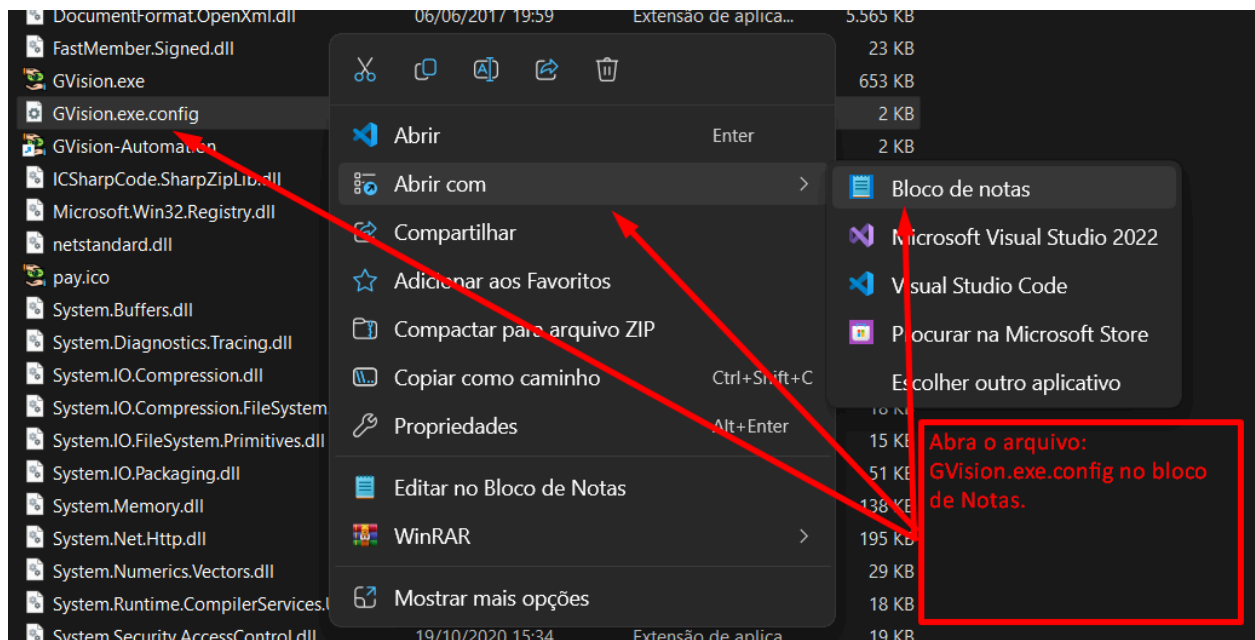 DocumentFormat.OpenXml.dll 06/06/2017 19:59 Extensão de aplica... 5.565 KB
FastMember.Signed.dll 23 KB
GVision.exe 653 KB
GVision.exe.config 2 KB
Abrir Enter
GVision-Automation 2 KB
Abrir com
Bloco de notas
ICSharpCode.SharpZipLib.dll
Microsoft.Win32.Registry.dll
Compartilhar
Microsoft Visual Studio 2022
netstandard.dll
pay.ico
Adicionar aos Favoritos
Visual Studio Code
System.Buffers.dll
Compactar para arquivo ZIP
Procurar na Microsoft Store
System.Diagnostics.Tracing.dll
System.IO.Compression.dll
Copiar como caminho Ctrl+Shift+C
Escolher outro aplicativo
System.IO.Compression.FileSystem. 18 KB
Propriedades Alt+Enter
System.IO.FileSystem.Primitives.dll 15 KB
Abra o arquivo:
GVision.exe.config no bloco
de Notas.
System.IO.Packaging.dll 51 KB
Editar no Bloco de Notas
System.Memory.dll 138 KB
System.Net.Http.dll 195 KB
WinRAR
System.Numerics.Vectors.dll 29 KB
System.Runtime.CompilerServices. 18 KB
Mostrar mais opções
System.Security.AccessControl.dll 19/10/2020 15:34 Extensão de aplica... 19 KB